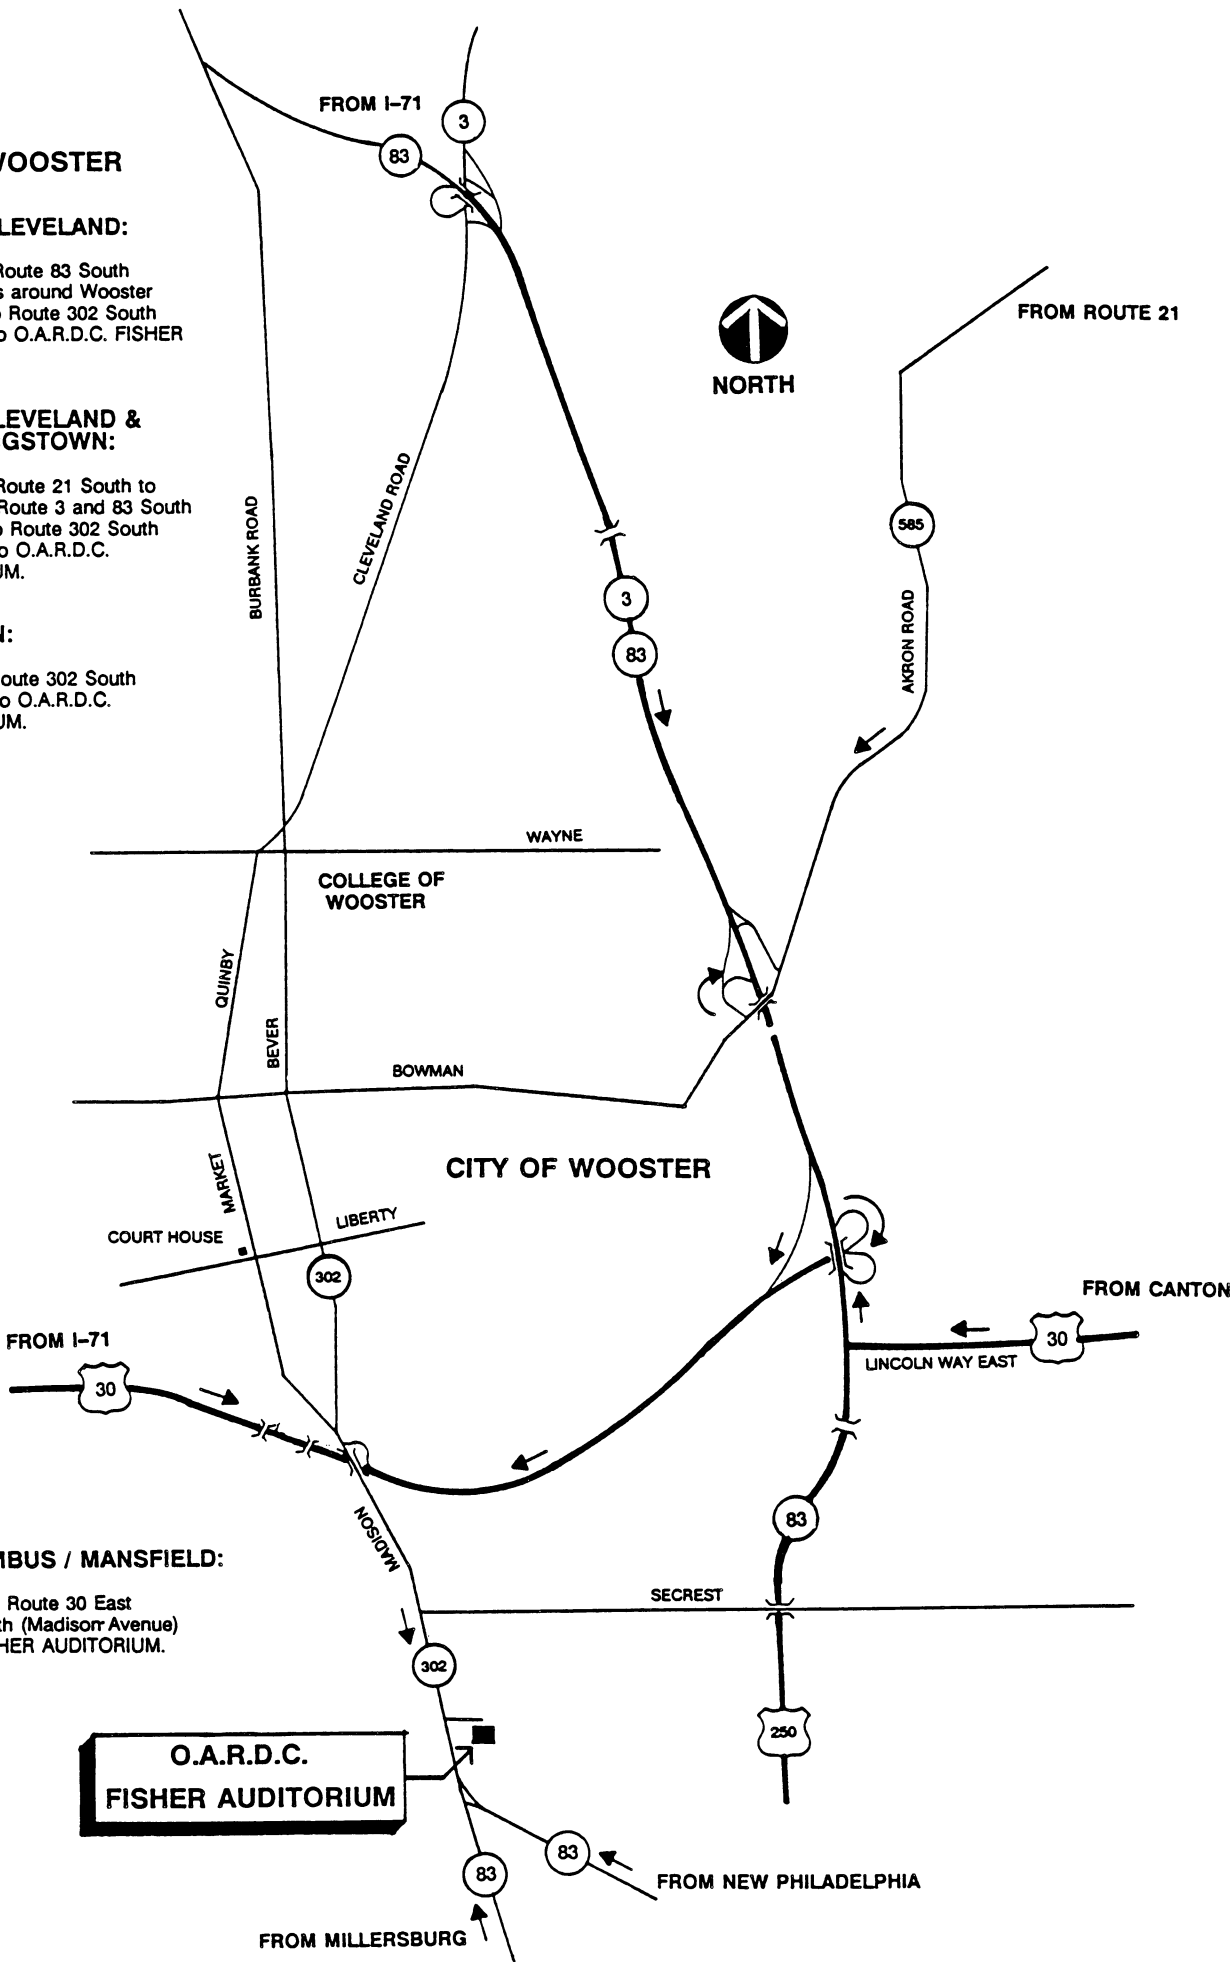 WOOSTER
LEVELAND:
Route 83 South
s around Wooster
o Route 302 South
o O.A.R.D.C. FISHER
LEVELAND &
GSTOWN:
Route 21 South to
Route 3 and 83 South
o Route 302 South
o O.A.R.D.C.
UM.
N:
oute 302 South
o O.A.R.D.C.
UM.
FROM I-71
3
83
NORTH
FROM ROUTE 21
BURBANK ROAD
CLEVELAND ROAD
585
AKRON ROAD
3
83
WAYNE
COLLEGE OF
WOOSTER
QUINBY
BEVER
BOWMAN
CITY OF WOOSTER
MARKET
LIBERTY
COURT HOUSE
302
FROM CANTON
30
LINCOLN WAY EAST
FROM I-71
30
MADISON
83
MBUS / MANSFIELD:
Route 30 East
th (Madison Avenue)
HER AUDITORIUM.
SECREST
302
250
O.A.R.D.C.
FISHER AUDITORIUM
83
83
FROM NEW PHILADELPHIA
FROM MILLERSBURG